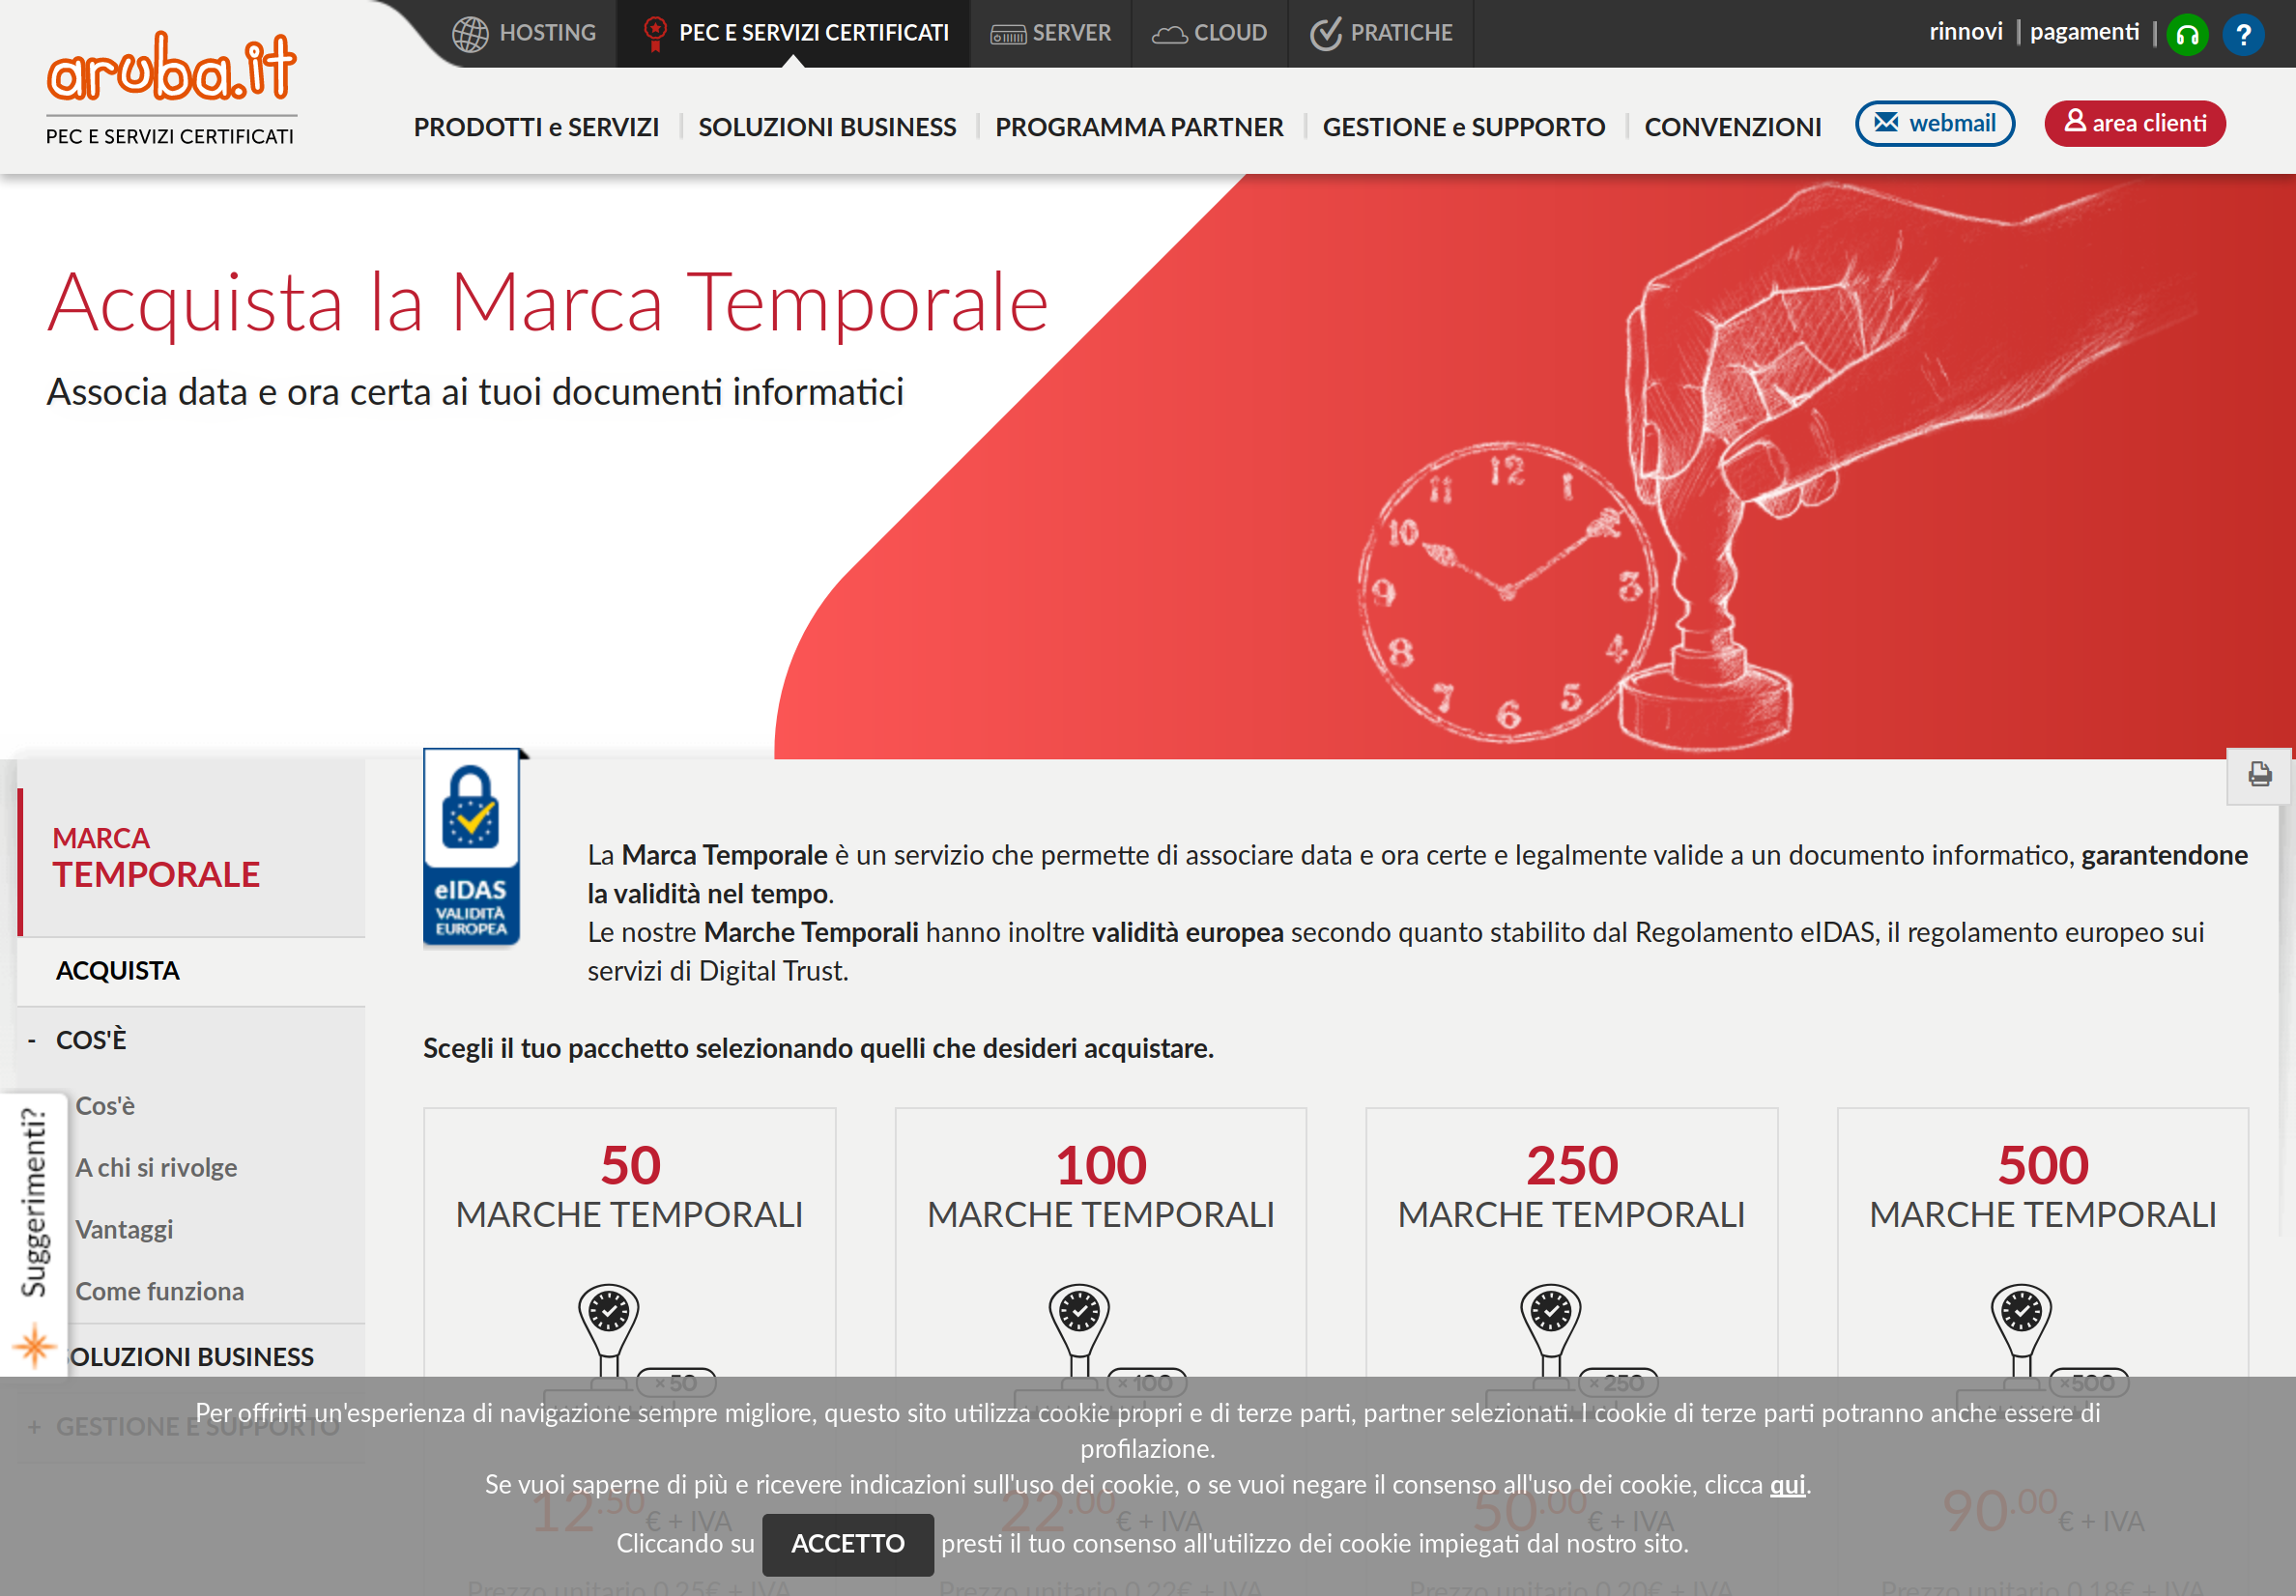 aruba.it
PEC E SERVIZI CERTIFICATI
HOSTING
PEC E SERVIZI CERTIFICATI
SERVER
CLOUD
PRATICHE
rinnovi
pagamenti
?
PRODOTTI e SERVIZI
SOLUZIONI BUSINESS
PROGRAMMA PARTNER
GESTIONE e SUPPORTO
CONVENZIONI
webmail
area clienti
Acquista la Marca Temporale
Associa data e ora certa ai tuoi documenti informatici
12
1
2
3
4
5
6
7
8
9
10
11
MARCA
TEMPORALE
ACQUISTA
- COS'È
Cos'è
A chi si rivolge
Vantaggi
Come funziona
OLUZIONI BUSINESS
+ GESTIONE E SUPPORTO
Suggerimenti?
eIDAS
VALIDITÀ
EUROPEA
La Marca Temporale è un servizio che permette di associare data e ora certe e legalmente valide a un documento informatico, garantendone
la validità nel tempo.
Le nostre Marche Temporali hanno inoltre validità europea secondo quanto stabilito dal Regolamento eIDAS, il regolamento europeo sui
servizi di Digital Trust.
Scegli il tuo pacchetto selezionando quelli che desideri acquistare.
50
MARCHE TEMPORALI
× 50
12.50€ + IVA
Prezzo unitario 0,25€ + IVA
100
MARCHE TEMPORALI
× 100
22.00€ + IVA
Prezzo unitario 0,22€ + IVA
250
MARCHE TEMPORALI
× 250
50.00€ + IVA
Prezzo unitario 0,20€ + IVA
500
MARCHE TEMPORALI
×500
90.00€ + IVA
Prezzo unitario 0,18€ + IVA
Per offrirti un'esperienza di navigazione sempre migliore, questo sito utilizza cookie propri e di terze parti, partner selezionati. I cookie di terze parti potranno anche essere di
profilazione.
Se vuoi saperne di più e ricevere indicazioni sull'uso dei cookie, o se vuoi negare il consenso all'uso dei cookie, clicca qui.
Cliccando su ACCETTO presti il tuo consenso all'utilizzo dei cookie impiegati dal nostro sito.